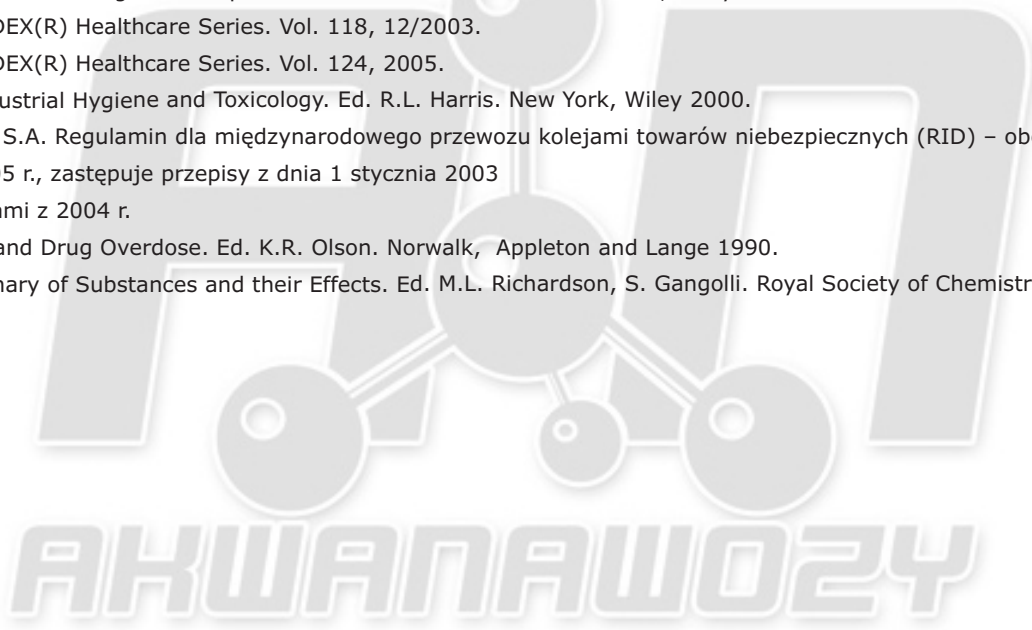 DEX(R) Healthcare Series. Vol. 118, 12/2003.
DEX(R) Healthcare Series. Vol. 124, 2005.
ustrial Hygiene and Toxicology. Ed. R.L. Harris. New York, Wiley 2000.
S.A. Regulamin dla międzynarodowego przewozu kolejami towarów niebezpiecznych (RID) – ob
5 r., zastępuje przepisy z dnia 1 stycznia 2003
ami z 2004 r.
and Drug Overdose. Ed. K.R. Olson. Norwalk, Appleton and Lange 1990.
nary of Substances and their Effects. Ed. M.L. Richardson, S. Gangolli. Royal Society of Chemistr
AKWANAWOZY